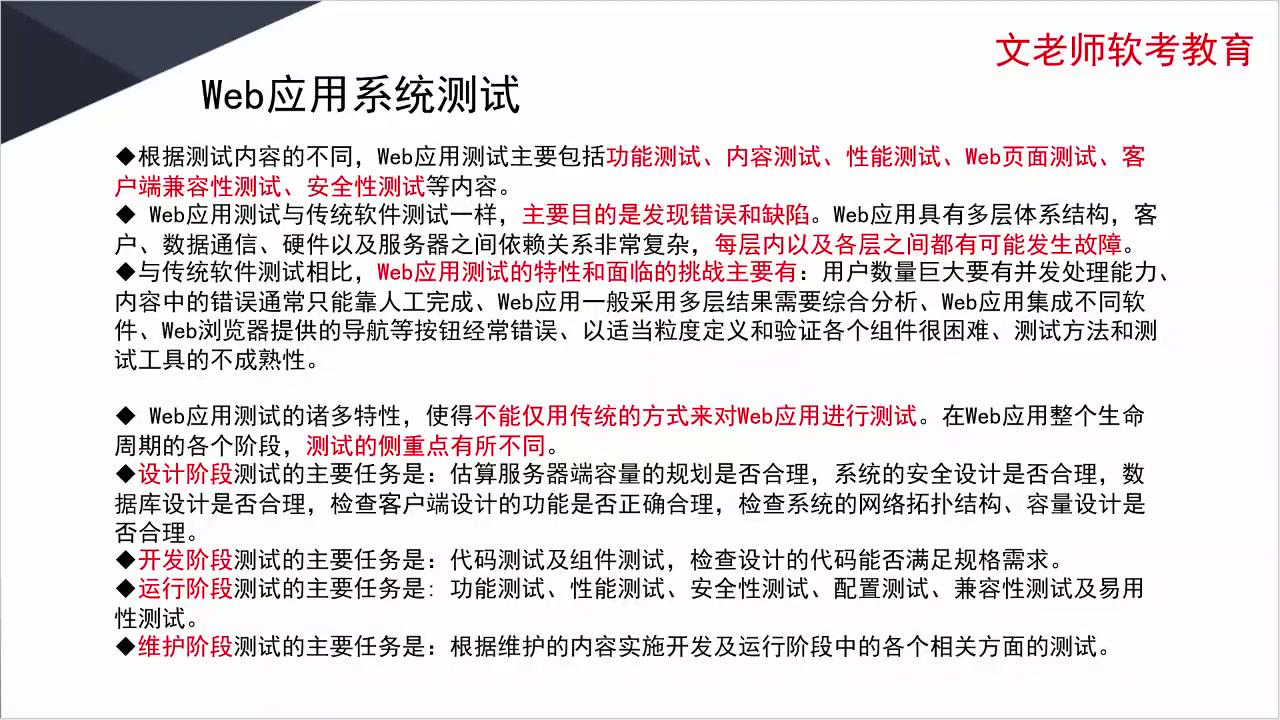 文老师软考教育
Web应用系统测试
◆根据测试内容的不同，Web应用测试主要包括功能测试、内容测试、性能测试、Web页面测试、客
户端兼容性测试、安全性测试等内容。
◆ Web应用测试与传统软件测试一样，主要目的是发现错误和缺陷。Web应用具有多层体系结构，客
户、数据通信、硬件以及服务器之间依赖关系非常复杂，每层内以及各层之间都有可能发生故障。
◆与传统软件测试相比，Web应用测试的特性和面临的挑战主要有：用户数量巨大要有并发处理能力、
内容中的错误通常只能靠人工完成、Web应用一般采用多层结果需要综合分析、Web应用集成不同软
件、Web浏览器提供的导航等按钮经常错误、以适当粒度定义和验证各个组件很困难、测试方法和测
试工具的不成熟性。
◆ Web应用测试的诸多特性，使得不能仅用传统的方式来对Web应用进行测试。在Web应用整个生命
周期的各个阶段，测试的侧重点有所不同。
◆设计阶段测试的主要任务是：估算服务器端容量的规划是否合理，系统的安全设计是否合理，数
据库设计是否合理，检查客户端设计的功能是否正确合理，检查系统的网络拓扑结构、容量设计是
否合理。
◆开发阶段测试的主要任务是：代码测试及组件测试，检查设计的代码能否满足规格需求。
◆运行阶段测试的主要任务是：功能测试、性能测试、安全性测试、配置测试、兼容性测试及易用
性测试。
◆维护阶段测试的主要任务是：根据维护的内容实施开发及运行阶段中的各个相关方面的测试。